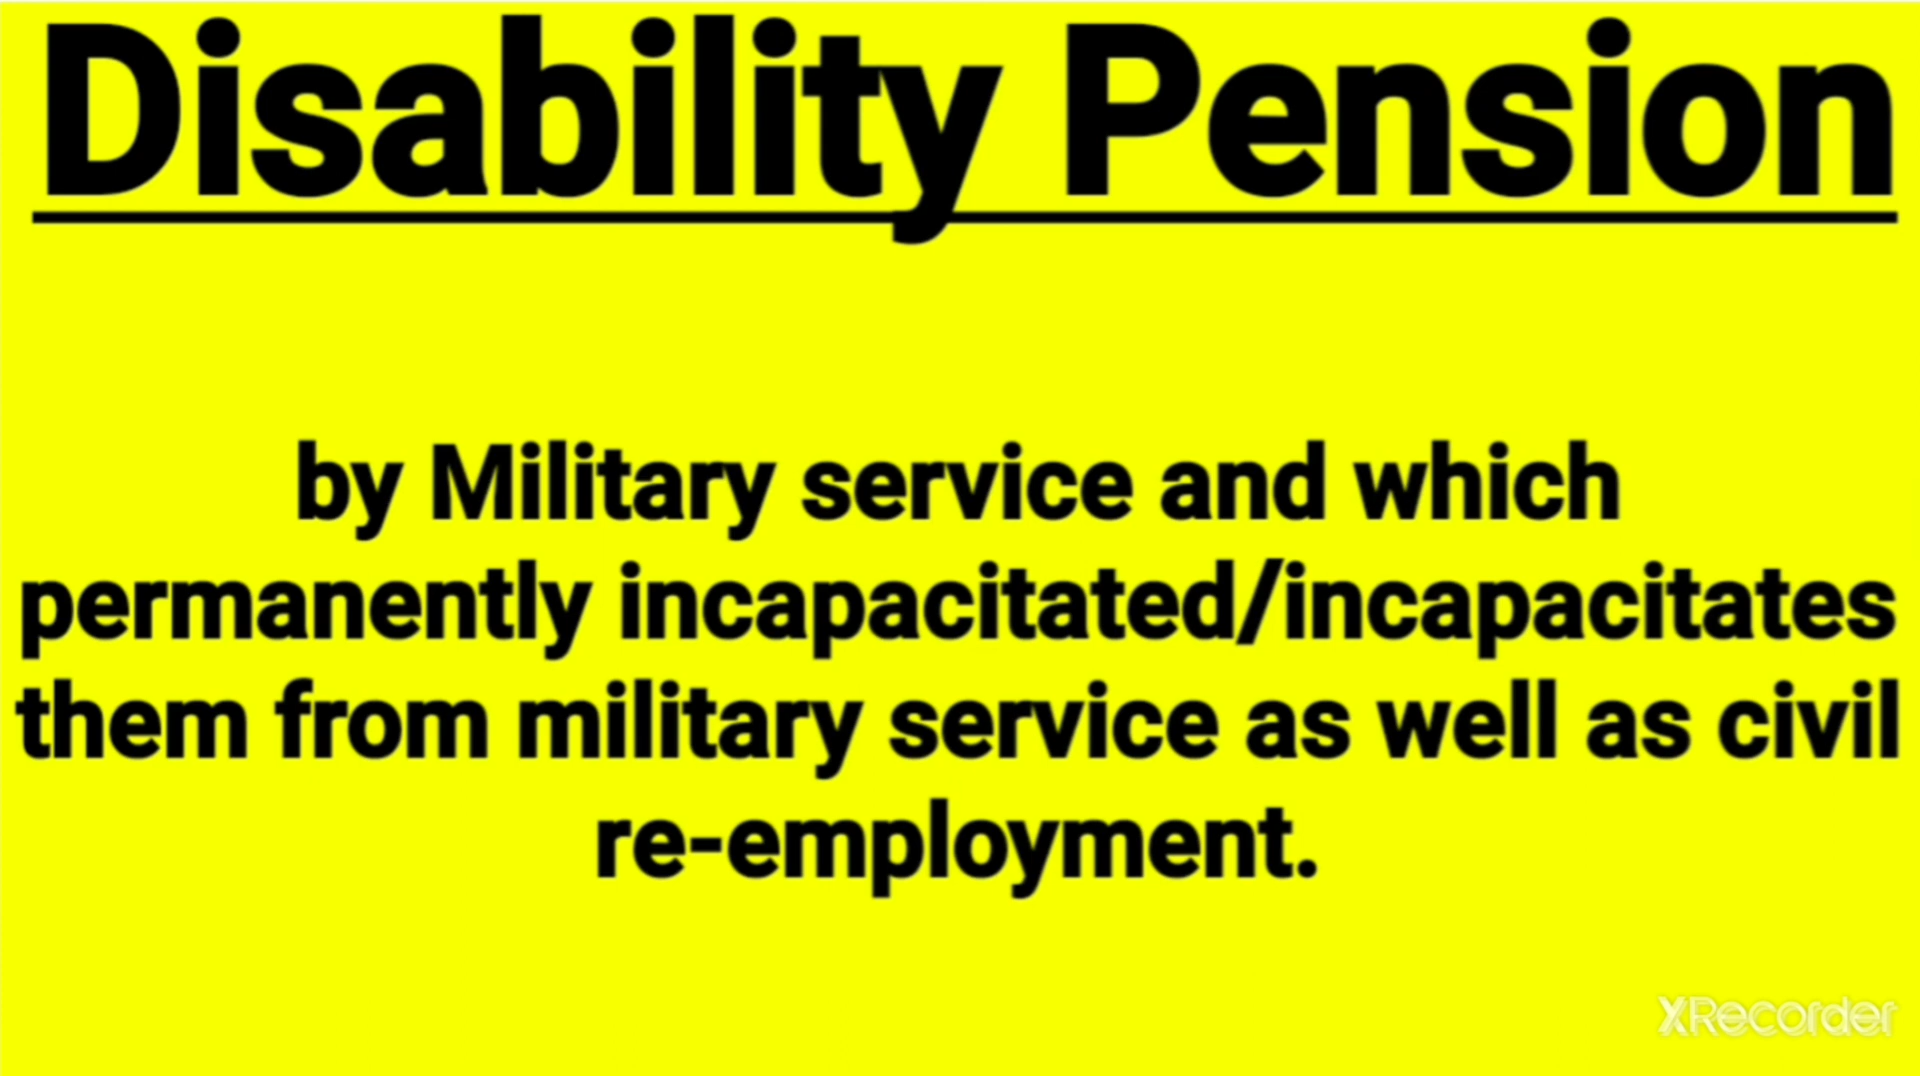 Disability Pension
by Military service and which
permanently incapacitated/incapacitates
them from military service as well as civil
re-employment.
XRecorder